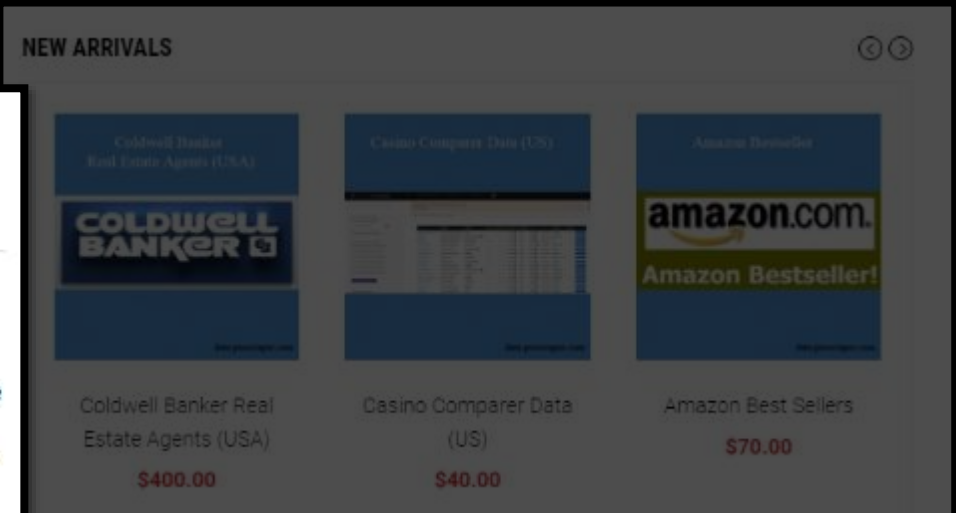 NEW ARRIVALS
Coldwell Banker
Real Estate Agents (USA)
Casino Comparer Data (US)
Amazon Bestseller
COLDWELL
BANKER
amazon.com.
Amazon Bestseller!
Coldwell Banker Real
Estate Agents (USA)
$400.00
Casino Comparer Data
(US)
$40.00
Amazon Best Sellers
$70.00